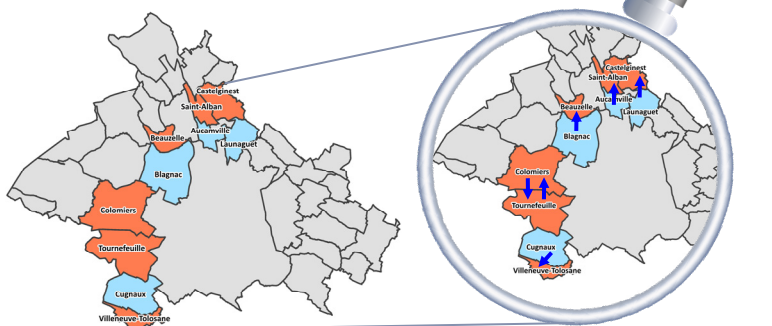 Castelginest
Saint-Alban
Aucamville
Launaguet
Beauzelle
Blagnac
Colomiers
Tournefeuille
Cugnaux
Villeneuve-Tolosane
Castelginest
Saint-Alban
Aucamville
Launaguet
Beauzelle
Blagnac
Colomiers
Tournefeuille
Cugnaux
Villeneuve-Tolosane